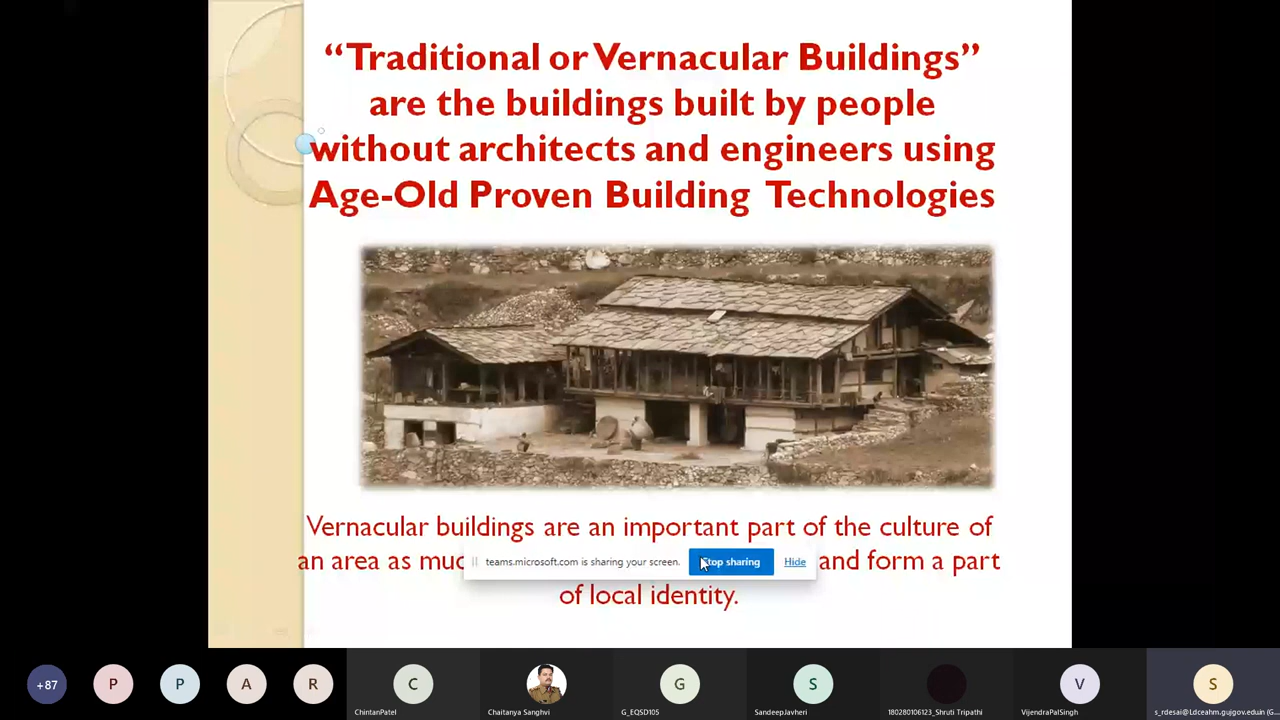 “Traditional or Vernacular Buildings”
are the buildings built by people
without architects and engineers using
Age-Old Proven Building Technologies
Vernacular buildings are an important part of the culture of
an area as muc
teams.microsoft.com is sharing your screen.
Stop sharing
Hide
and form a part
of local identity.
+87
P
P
A
R
C
G
S
V
S
ChintanPatel
Chaitanya Sanghvi
G_EQSD105
SandeepJavheri
180280106123_Shruti Tripathi
VijendraPalSingh